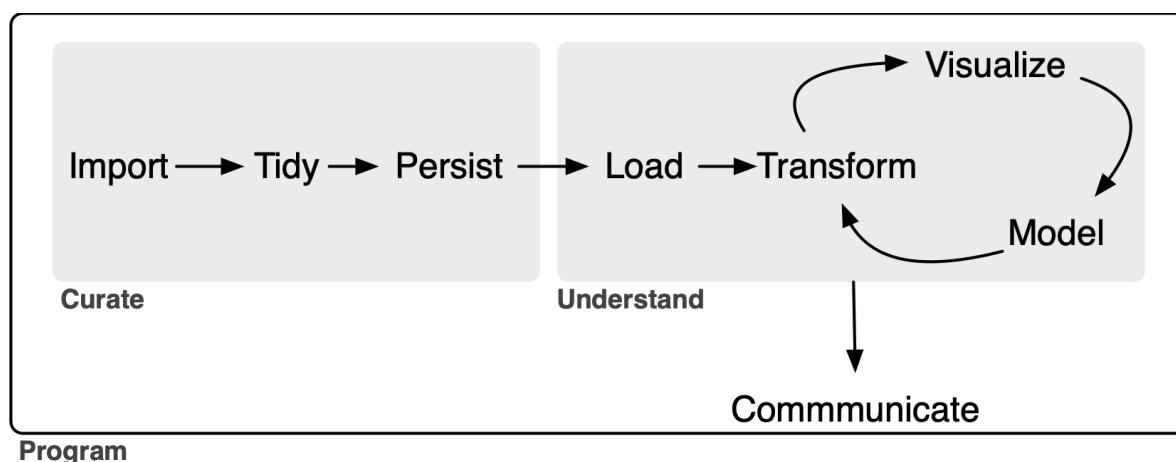 Visualize
Import Tidy Persist Load Transform
Model
Curate Understand
Commmunicate
Program